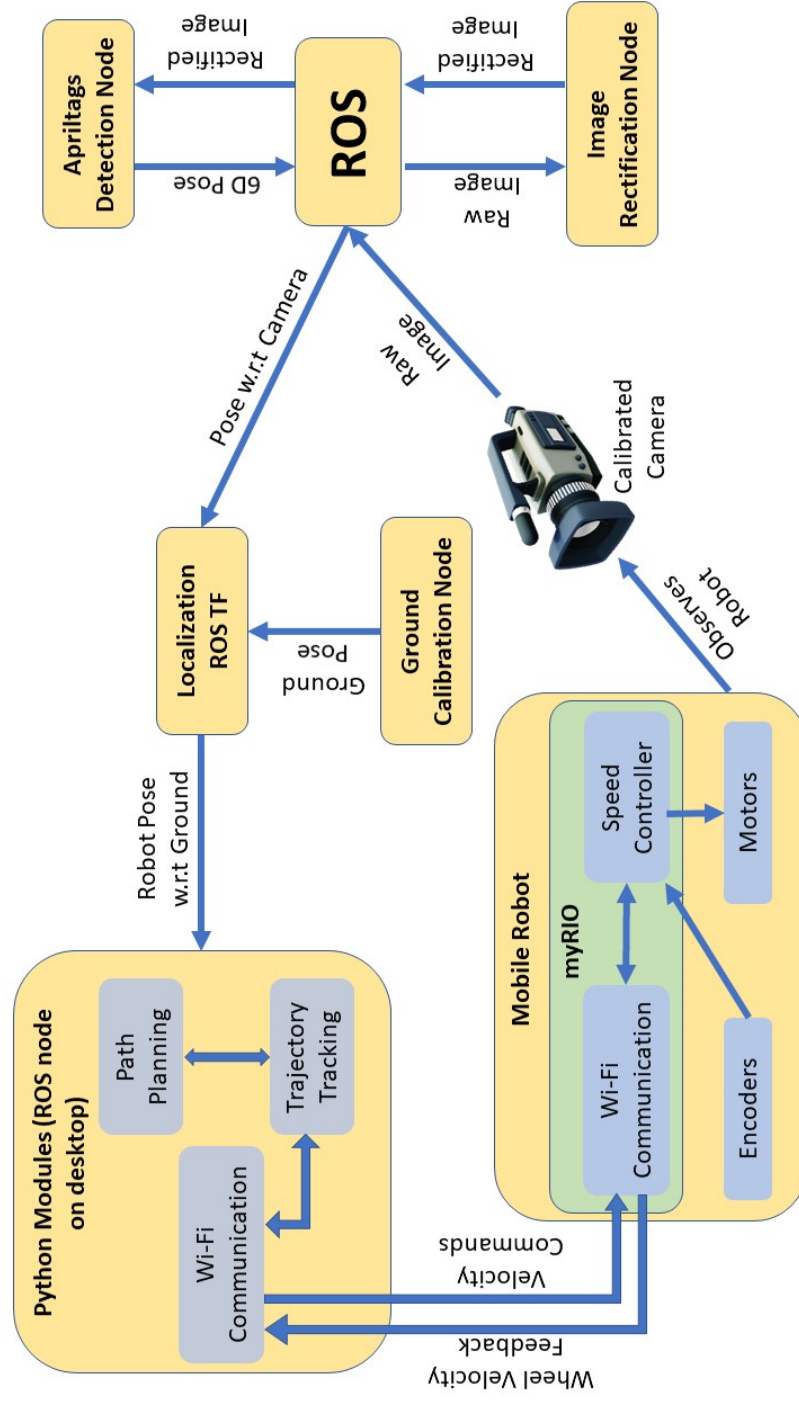 Python Modules (ROS node
on desktop)
Wi-Fi
Communication
Path
Planning
Trajectory
Tracking
Robot Pose
w.r.t Ground
Localization
ROS TF
Ground
Pose
Ground
Calibration Node
Pose w.r.t Camera
Apriltags
Detection Node
6D Pose
Rectified
Image
ROS
Raw
Image
Rectified
Image
Image
Rectification Node
Raw
Image
Calibrated
Camera
Observes
Robot
Wheel Velocity
Feedback
Velocity
Commands
Mobile Robot
myRIO
Wi-Fi
Communication
Speed
Controller
Encoders
Motors